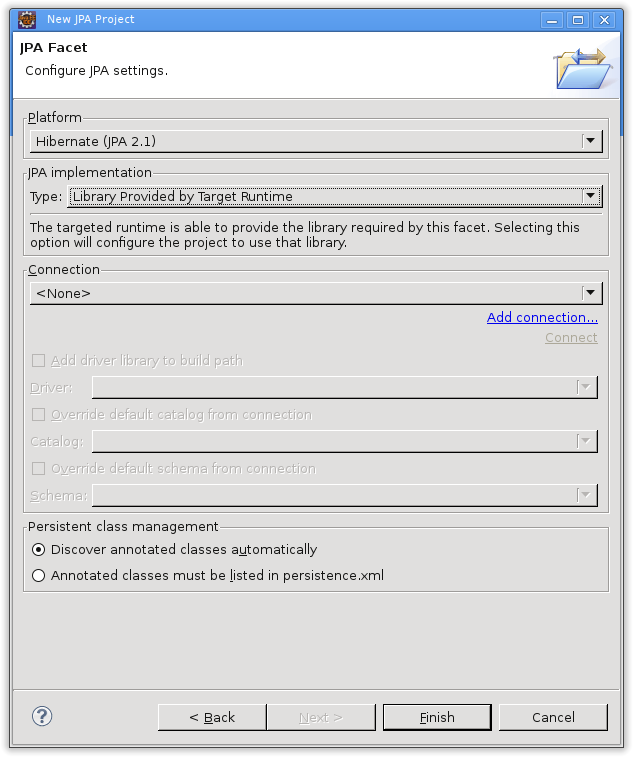 New JPA Project
JPA Facet
Configure JPA settings.
Platform
Hibernate (JPA 2.1)
JPA implementation
Type: Library Provided by Target Runtime
The targeted runtime is able to provide the library required by this facet. Selecting this
option will configure the project to use that library.
Connection
<None>
Add connection...
Connect
Add driver library to build path
Driver:
Override default catalog from connection
Catalog:
Override default schema from connection
Schema:
Persistent class management
Discover annotated classes automatically
Annotated classes must be listed in persistence.xml
? < Back Next > Finish Cancel